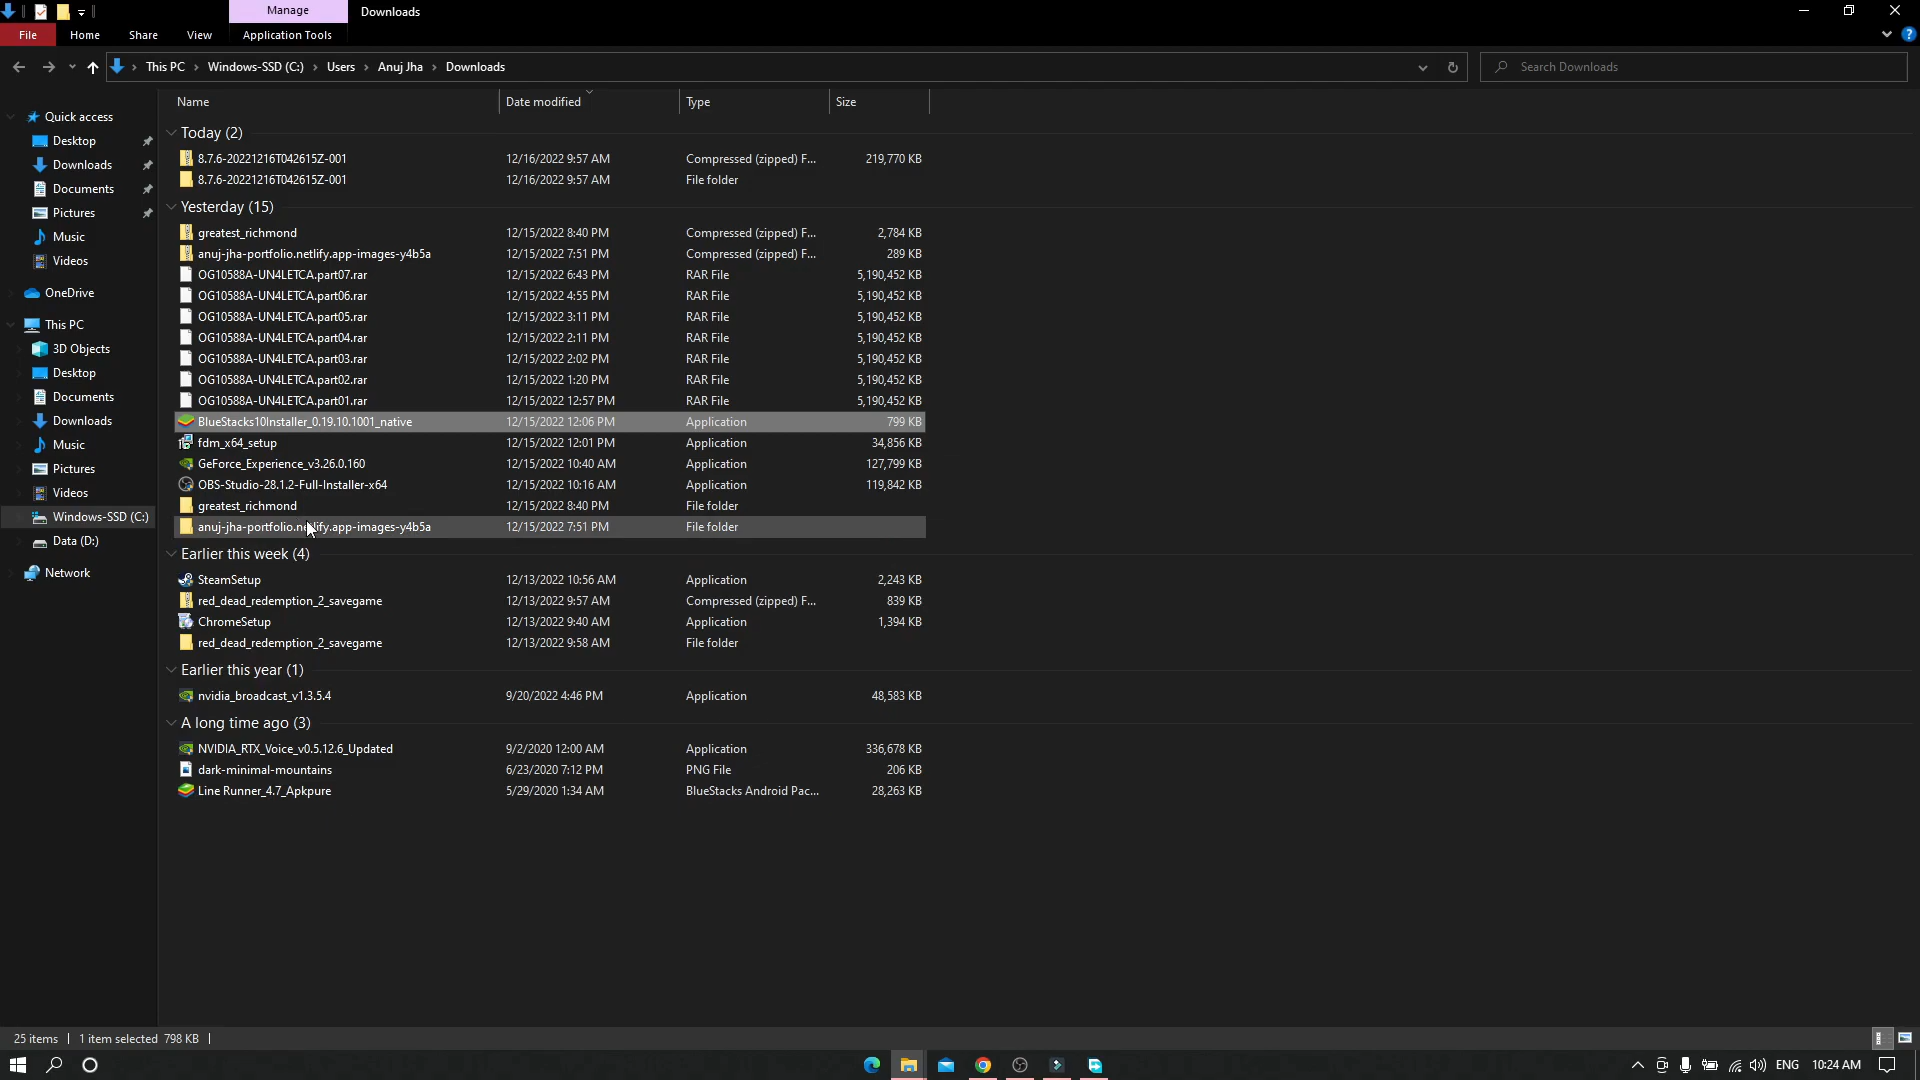 Manage
Downloads
File
Home
Share
View
Application Tools
This PC
Windows-SSD (C:)
Users
Anuj Jha
Downloads
Search Downloads
Name
Date modified
Type
Size
Quick access
Desktop
Downloads
Documents
Pictures
Music
Videos
OneDrive
This PC
3D Objects
Desktop
Documents
Downloads
Music
Pictures
Videos
Windows-SSD (C:)
Data (D:)
Network
Today (2)
8.7.6-20221216T042615Z-001 12/16/2022 9:57 AM Compressed (zipped) F... 219,770 KB
8.7.6-20221216T042615Z-001 12/16/2022 9:57 AM File folder
Yesterday (15)
greatest_richmond 12/15/2022 8:40 PM Compressed (zipped) F... 2,784 KB
anuj-jha-portfolio.netlify.app-images-y4b5a 12/15/2022 7:51 PM Compressed (zipped) F... 289 KB
OG10588A-UN4LETCA.part07.rar 12/15/2022 6:43 PM RAR File 5,190,452 KB
OG10588A-UN4LETCA.part06.rar 12/15/2022 4:55 PM RAR File 5,190,452 KB
OG10588A-UN4LETCA.part05.rar 12/15/2022 3:11 PM RAR File 5,190,452 KB
OG10588A-UN4LETCA.part04.rar 12/15/2022 2:11 PM RAR File 5,190,452 KB
OG10588A-UN4LETCA.part03.rar 12/15/2022 2:02 PM RAR File 5,190,452 KB
OG10588A-UN4LETCA.part02.rar 12/15/2022 1:20 PM RAR File 5,190,452 KB
OG10588A-UN4LETCA.part01.rar 12/15/2022 12:57 PM RAR File 5,190,452 KB
BlueStacks10Installer_0.19.10.1001_native 12/15/2022 12:06 PM Application 799 KB
fdm_x64_setup 12/15/2022 12:01 PM Application 34,856 KB
GeForce_Experience_v3.26.0.160 12/15/2022 10:40 AM Application 127,799 KB
OBS-Studio-28.1.2-Full-Installer-x64 12/15/2022 10:16 AM Application 119,842 KB
greatest_richmond 12/15/2022 8:40 PM File folder
anuj-jha-portfolio.netlify.app-images-y4b5a 12/15/2022 7:51 PM File folder
Earlier this week (4)
SteamSetup 12/13/2022 10:56 AM Application 2,243 KB
red_dead_redemption_2_savegame 12/13/2022 9:57 AM Compressed (zipped) F... 839 KB
ChromeSetup 12/13/2022 9:40 AM Application 1,394 KB
red_dead_redemption_2_savegame 12/13/2022 9:58 AM File folder
Earlier this year (1)
nvidia_broadcast_v1.3.5.4 9/20/2022 4:46 PM Application 48,583 KB
A long time ago (3)
NVIDIA_RTX_Voice_v0.5.12.6_Updated 9/2/2020 12:00 AM Application 336,678 KB
dark-minimal-mountains 6/23/2020 7:12 PM PNG File 206 KB
Line Runner_4.7_Apkpure 5/29/2020 1:34 AM BlueStacks Android Pac... 28,263 KB
25 items
1 item selected 798 KB
ENG
10:24 AM